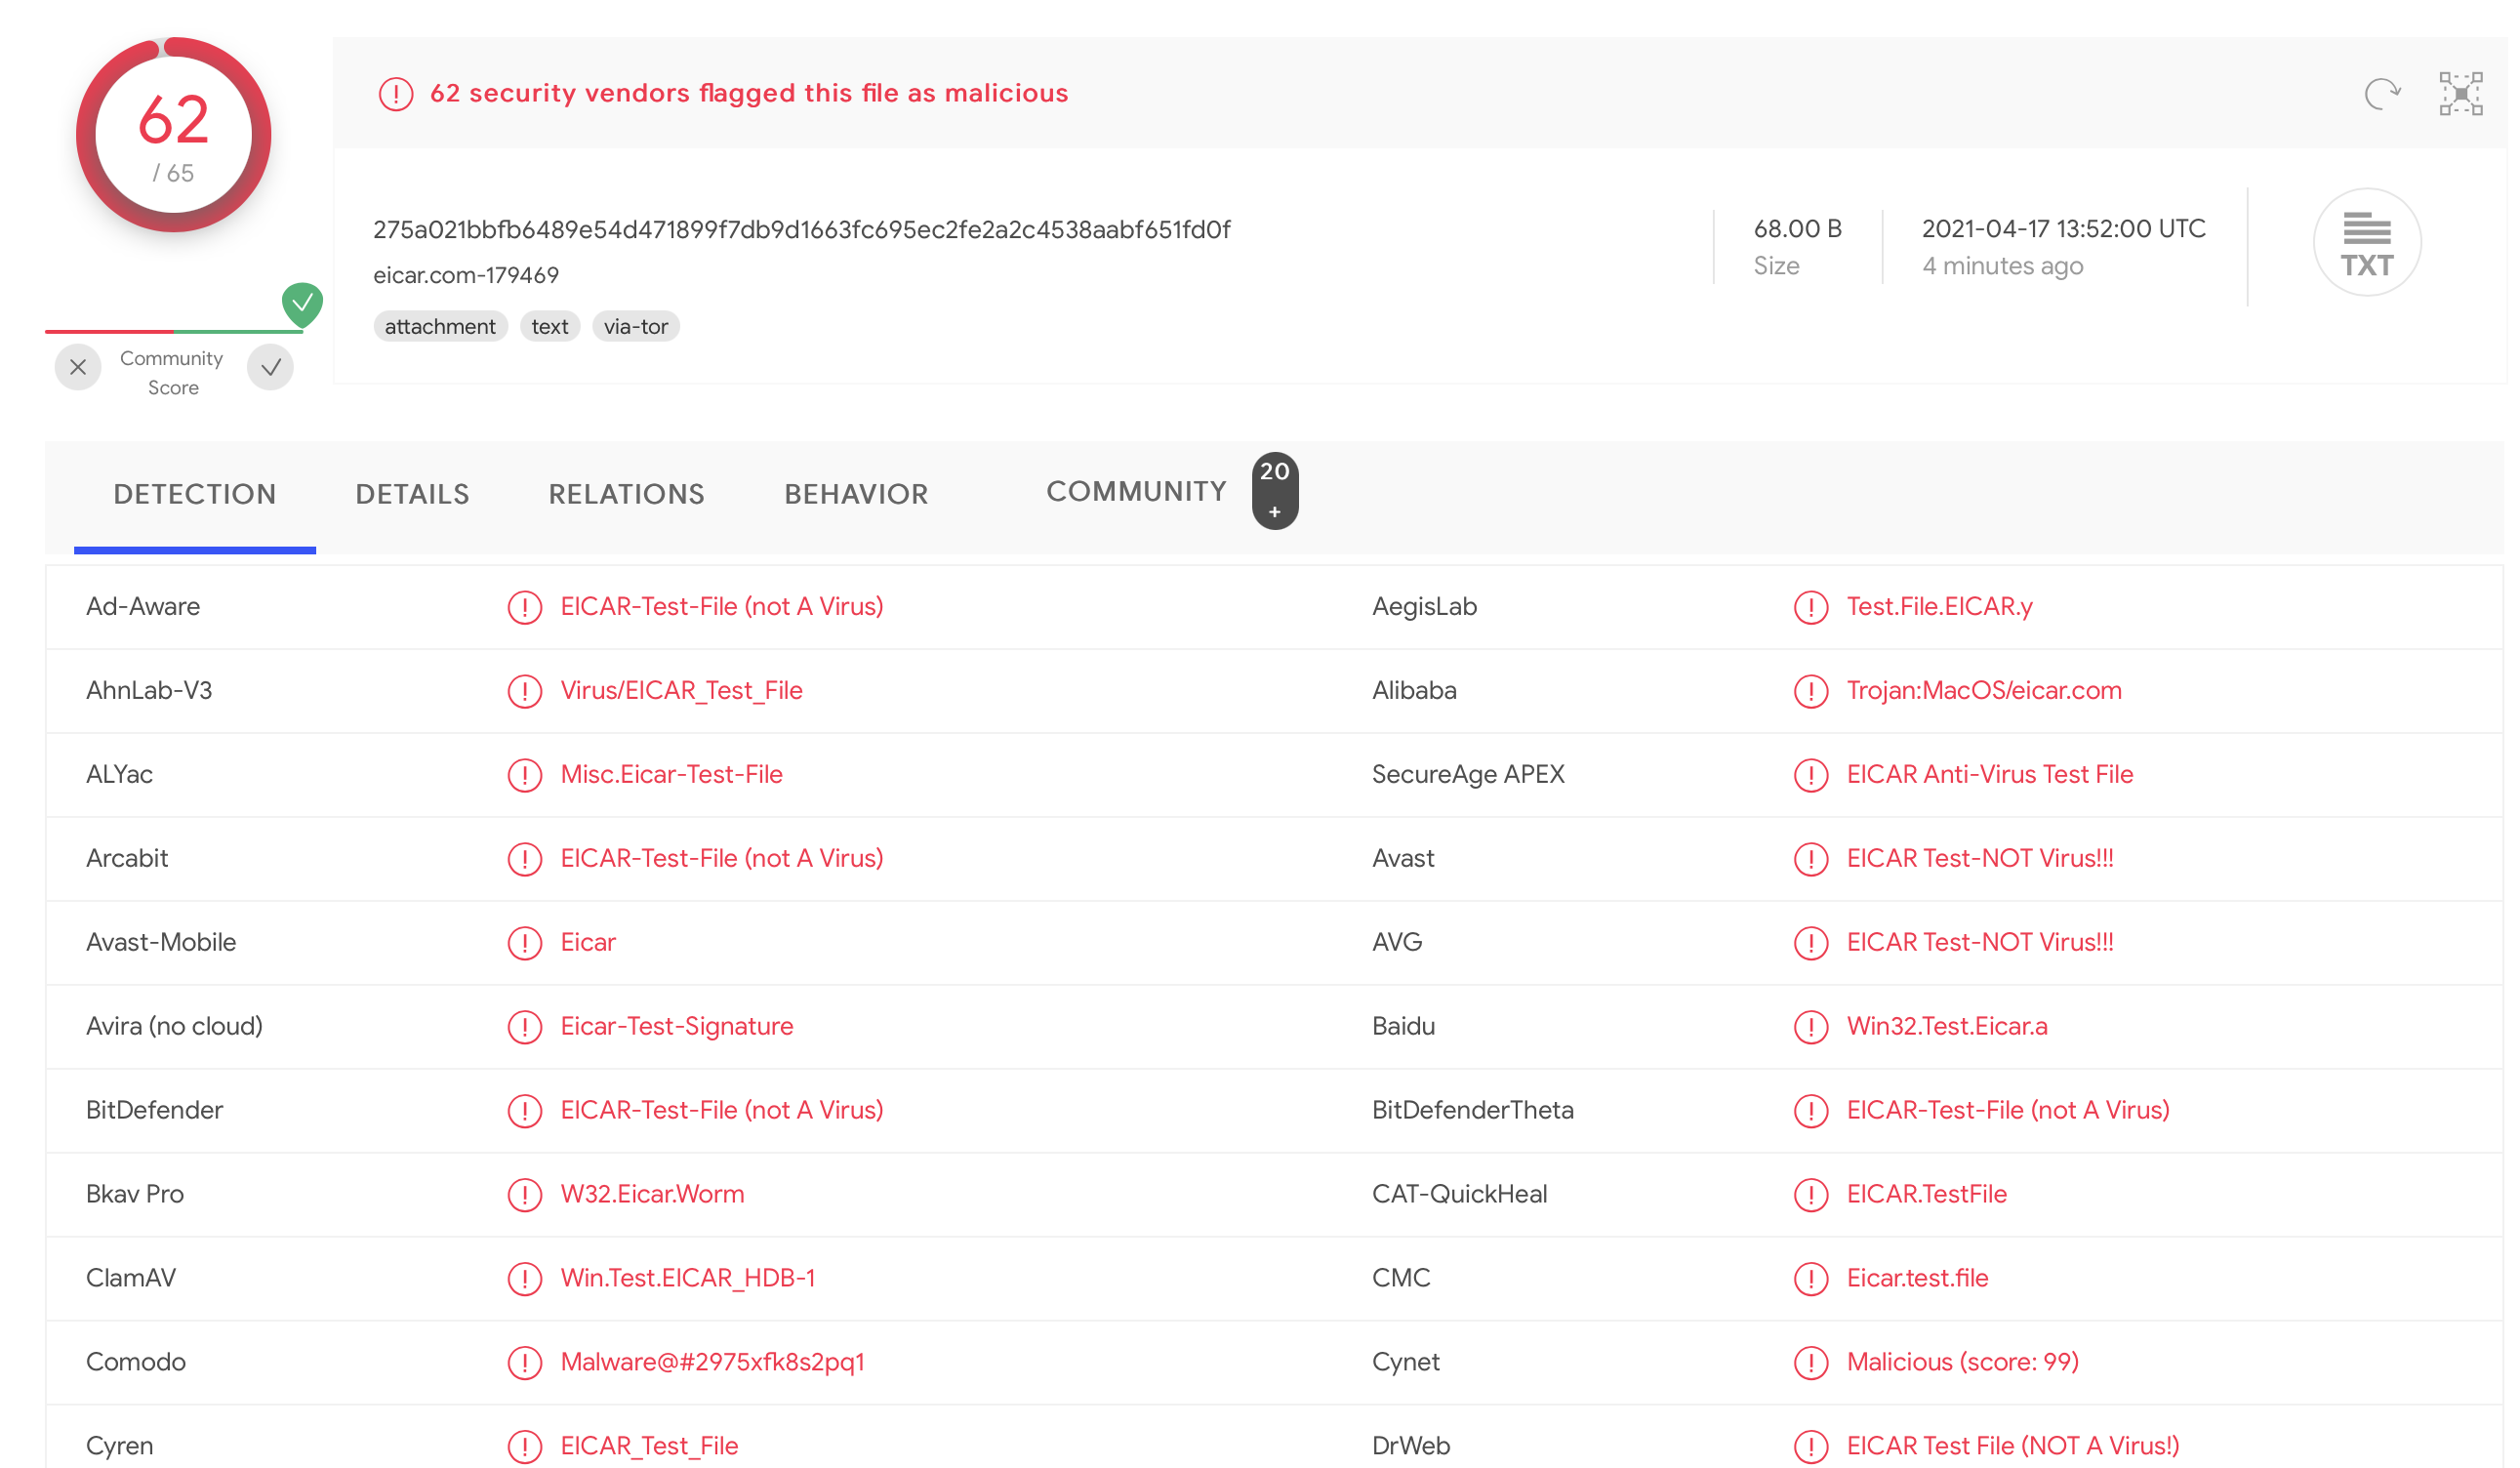 62
/ 65
62 security vendors flagged this file as malicious
275a021bbfb6489e54d471899f7db9d1663fc695ec2fe2a2c4538aabf651fd0f
eicar.com-179469
attachment text via-tor
68.00 B
Size
2021-04-17 13:52:00 UTC
4 minutes ago
TXT
Community
Score
DETECTION DETAILS RELATIONS BEHAVIOR COMMUNITY 20
+
Ad-Aware EICAR-Test-File (not A Virus) AegisLab Test.File.EICAR.y
AhnLab-V3 Virus/EICAR_Test_File Alibaba Trojan:MacOS/eicar.com
ALYac Misc.Eicar-Test-File SecureAge APEX EICAR Anti-Virus Test File
Arcabit EICAR-Test-File (not A Virus) Avast EICAR Test-NOT Virus!!!
Avast-Mobile Eicar AVG EICAR Test-NOT Virus!!!
Avira (no cloud) Eicar-Test-Signature Baidu Win32.Test.Eicar.a
BitDefender EICAR-Test-File (not A Virus) BitDefenderTheta EICAR-Test-File (not A Virus)
Bkav Pro W32.Eicar.Worm CAT-QuickHeal EICAR.TestFile
ClamAV Win.Test.EICAR_HDB-1 CMC Eicar.test.file
Comodo Malware@#2975xfk8s2pq1 Cynet Malicious (score: 99)
Cyren EICAR_Test_File DrWeb EICAR Test File (NOT A Virus!)